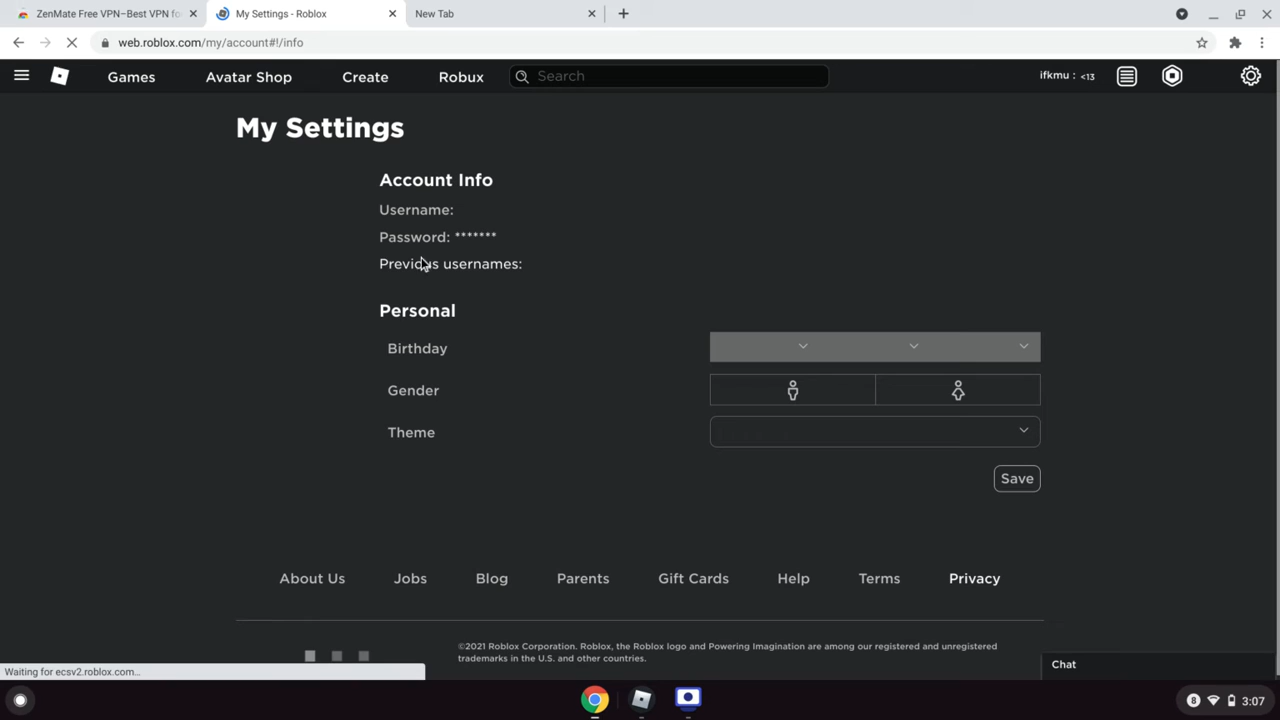 ZenMate Free VPN–Best VPN fo
My Settings - Roblox
New Tab
web.roblox.com/my/account#!/info
Games
Avatar Shop
Create
Robux
Search
ifkmu : <13
My Settings
Account Info
Username:
Password: *******
Previous usernames:
Personal
Birthday
Gender
Theme
Save
About Us
Jobs
Blog
Parents
Gift Cards
Help
Terms
Privacy
©2021 Roblox Corporation. Roblox, the Roblox logo and Powering Imagination are among our registered and unregistered
trademarks in the U.S. and other countries.
Chat
Waiting for ecsv2.roblox.com...
8
3:07